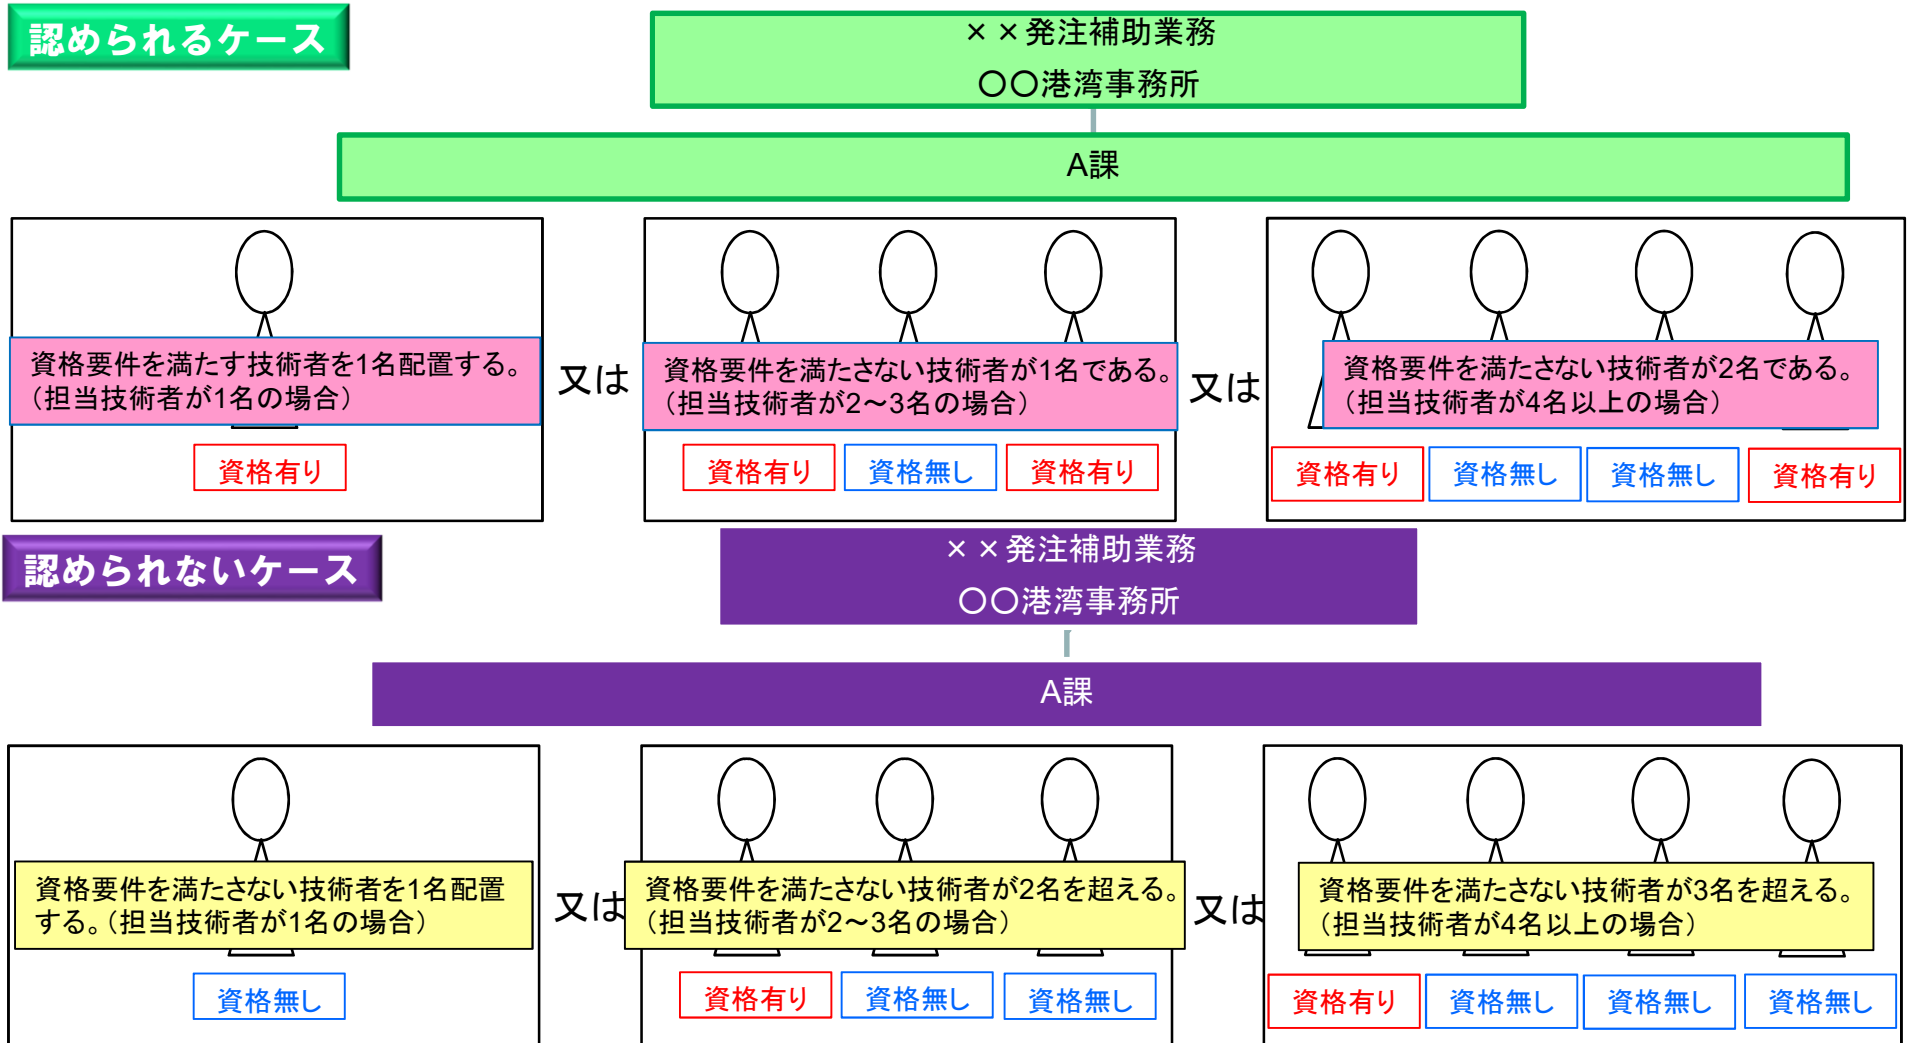 認められるケース
××発注補助業務
〇〇港湾事務所
A課
資格要件を満たす技術者を1名配置する。
（担当技術者が1名の場合）
資格有り
又は
資格要件を満たさない技術者が1名である。
（担当技術者が2～3名の場合）
資格有り
資格無し
資格有り
又は
資格要件を満たさない技術者が2名である。
（担当技術者が4名以上の場合）
資格有り
資格無し
資格無し
資格有り
認められないケース
××発注補助業務
〇〇港湾事務所
A課
資格要件を満たさない技術者を1名配置
する。（担当技術者が1名の場合）
資格無し
又は
資格要件を満たさない技術者が2名を超える。
（担当技術者が2～3名の場合）
資格有り
資格無し
資格無し
又は
資格要件を満たさない技術者が3名を超える。
（担当技術者が4名以上の場合）
資格有り
資格無し
資格無し
資格無し